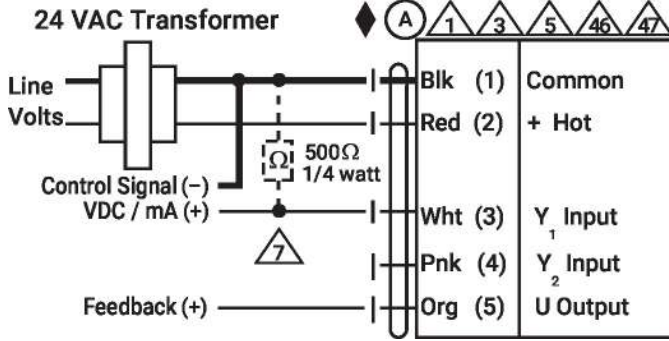 24 VAC Transformer
A 1 3 5 46 47
Line
Volts
Blk (1) Common
Red (2) + Hot
Ω 500Ω
1/4 watt
Control Signal (−)
VDC / mA (+)
Wht (3) Y1 Input
7
Pnk (4) Y2 Input
Feedback (+)
Org (5) U Output